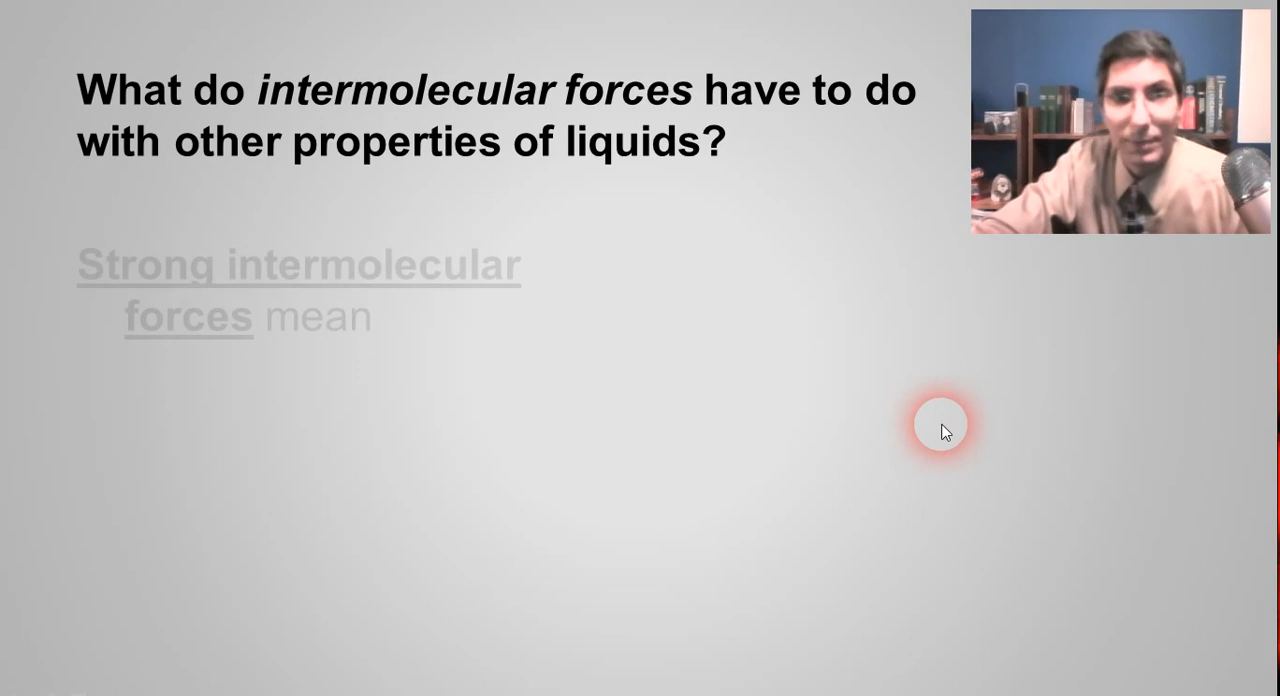 What do intermolecular forces have to do
with other properties of liquids?
Strong intermolecular
forces mean